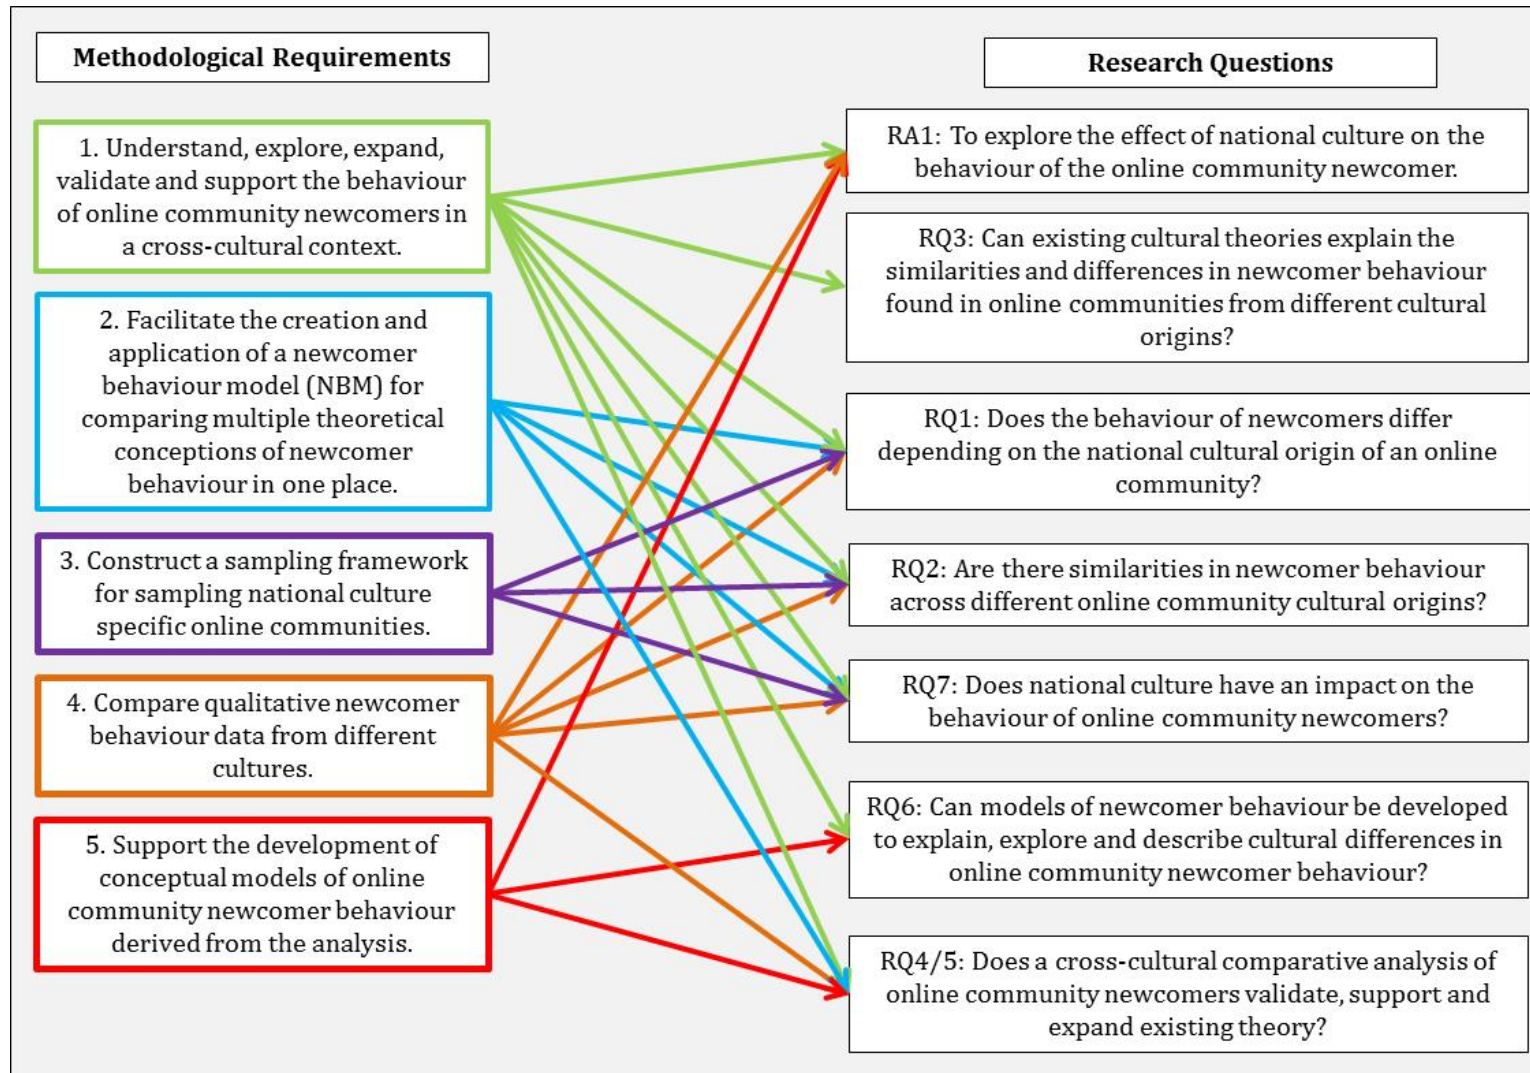 Methodological Requirements
1. Understand, explore, expand,
validate and support the behaviour
of online community newcomers in
a cross-cultural context.
2. Facilitate the creation and
application of a newcomer
behaviour model (NBM) for
comparing multiple theoretical
conceptions of newcomer
behaviour in one place.
3. Construct a sampling framework
for sampling national culture
specific online communities.
4. Compare qualitative newcomer
behaviour data from different
cultures.
5. Support the development of
conceptual models of online
community newcomer behaviour
derived from the analysis.
Research Questions
RA1: To explore the effect of national culture on the
behaviour of the online community newcomer.
RQ3: Can existing cultural theories explain the
similarities and differences in newcomer behaviour
found in online communities from different cultural
origins?
RQ1: Does the behaviour of newcomers differ
depending on the national cultural origin of an online
community?
RQ2: Are there similarities in newcomer behaviour
across different online community cultural origins?
RQ7: Does national culture have an impact on the
behaviour of online community newcomers?
RQ6: Can models of newcomer behaviour be developed
to explain, explore and describe cultural differences in
online community newcomer behaviour?
RQ4/5: Does a cross-cultural comparative analysis of
online community newcomers validate, support and
expand existing theory?